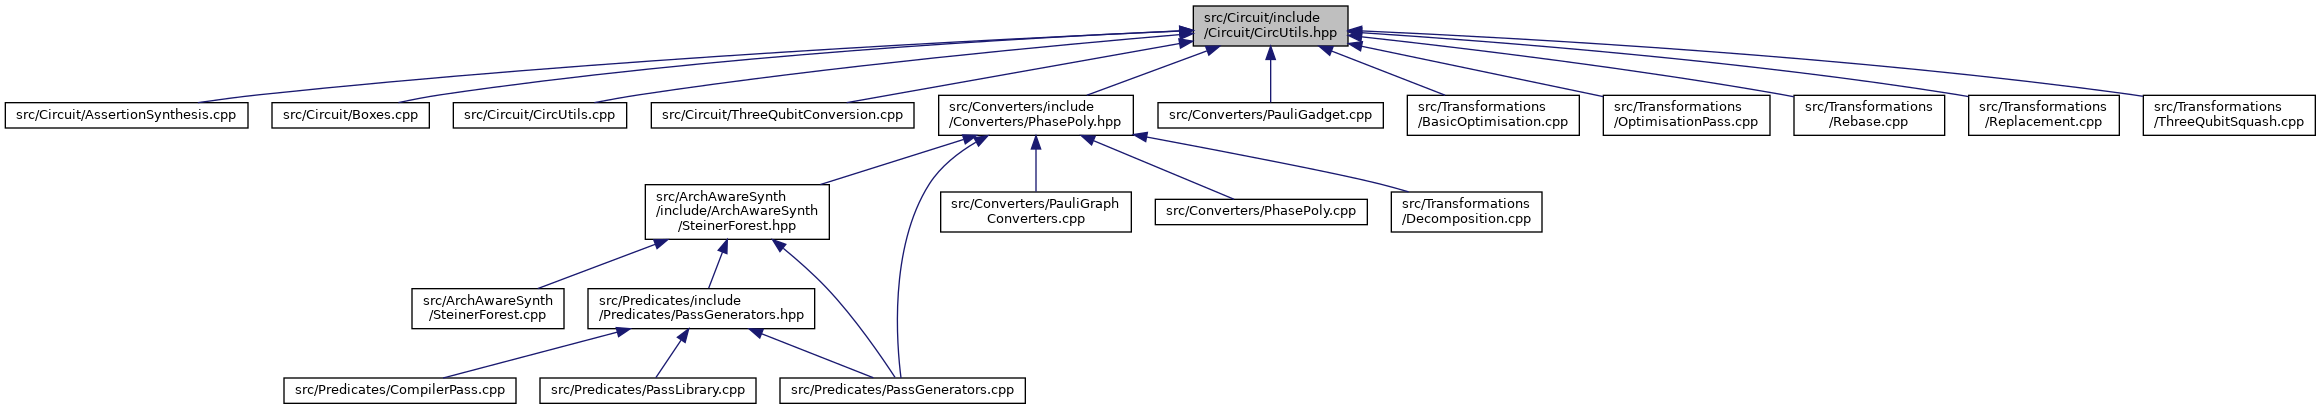 src/Circuit/include
/Circuit/CircUtils.hpp
src/Circuit/AssertionSynthesis.cpp
src/Circuit/Boxes.cpp
src/Circuit/CircUtils.cpp
src/Circuit/ThreeQubitConversion.cpp
src/Converters/include
/Converters/PhasePoly.hpp
src/Converters/PauliGadget.cpp
src/Transformations
/BasicOptimisation.cpp
src/Transformations
/OptimisationPass.cpp
src/Transformations
/Rebase.cpp
src/Transformations
/Replacement.cpp
src/Transformations
/ThreeQubitSquash.cpp
src/ArchAwareSynth
/include/ArchAwareSynth
/SteinerForest.hpp
src/Converters/PauliGraph
Converters.cpp
src/Converters/PhasePoly.cpp
src/Transformations
/Decomposition.cpp
src/ArchAwareSynth
/SteinerForest.cpp
src/Predicates/include
/Predicates/PassGenerators.hpp
src/Predicates/CompilerPass.cpp
src/Predicates/PassLibrary.cpp
src/Predicates/PassGenerators.cpp